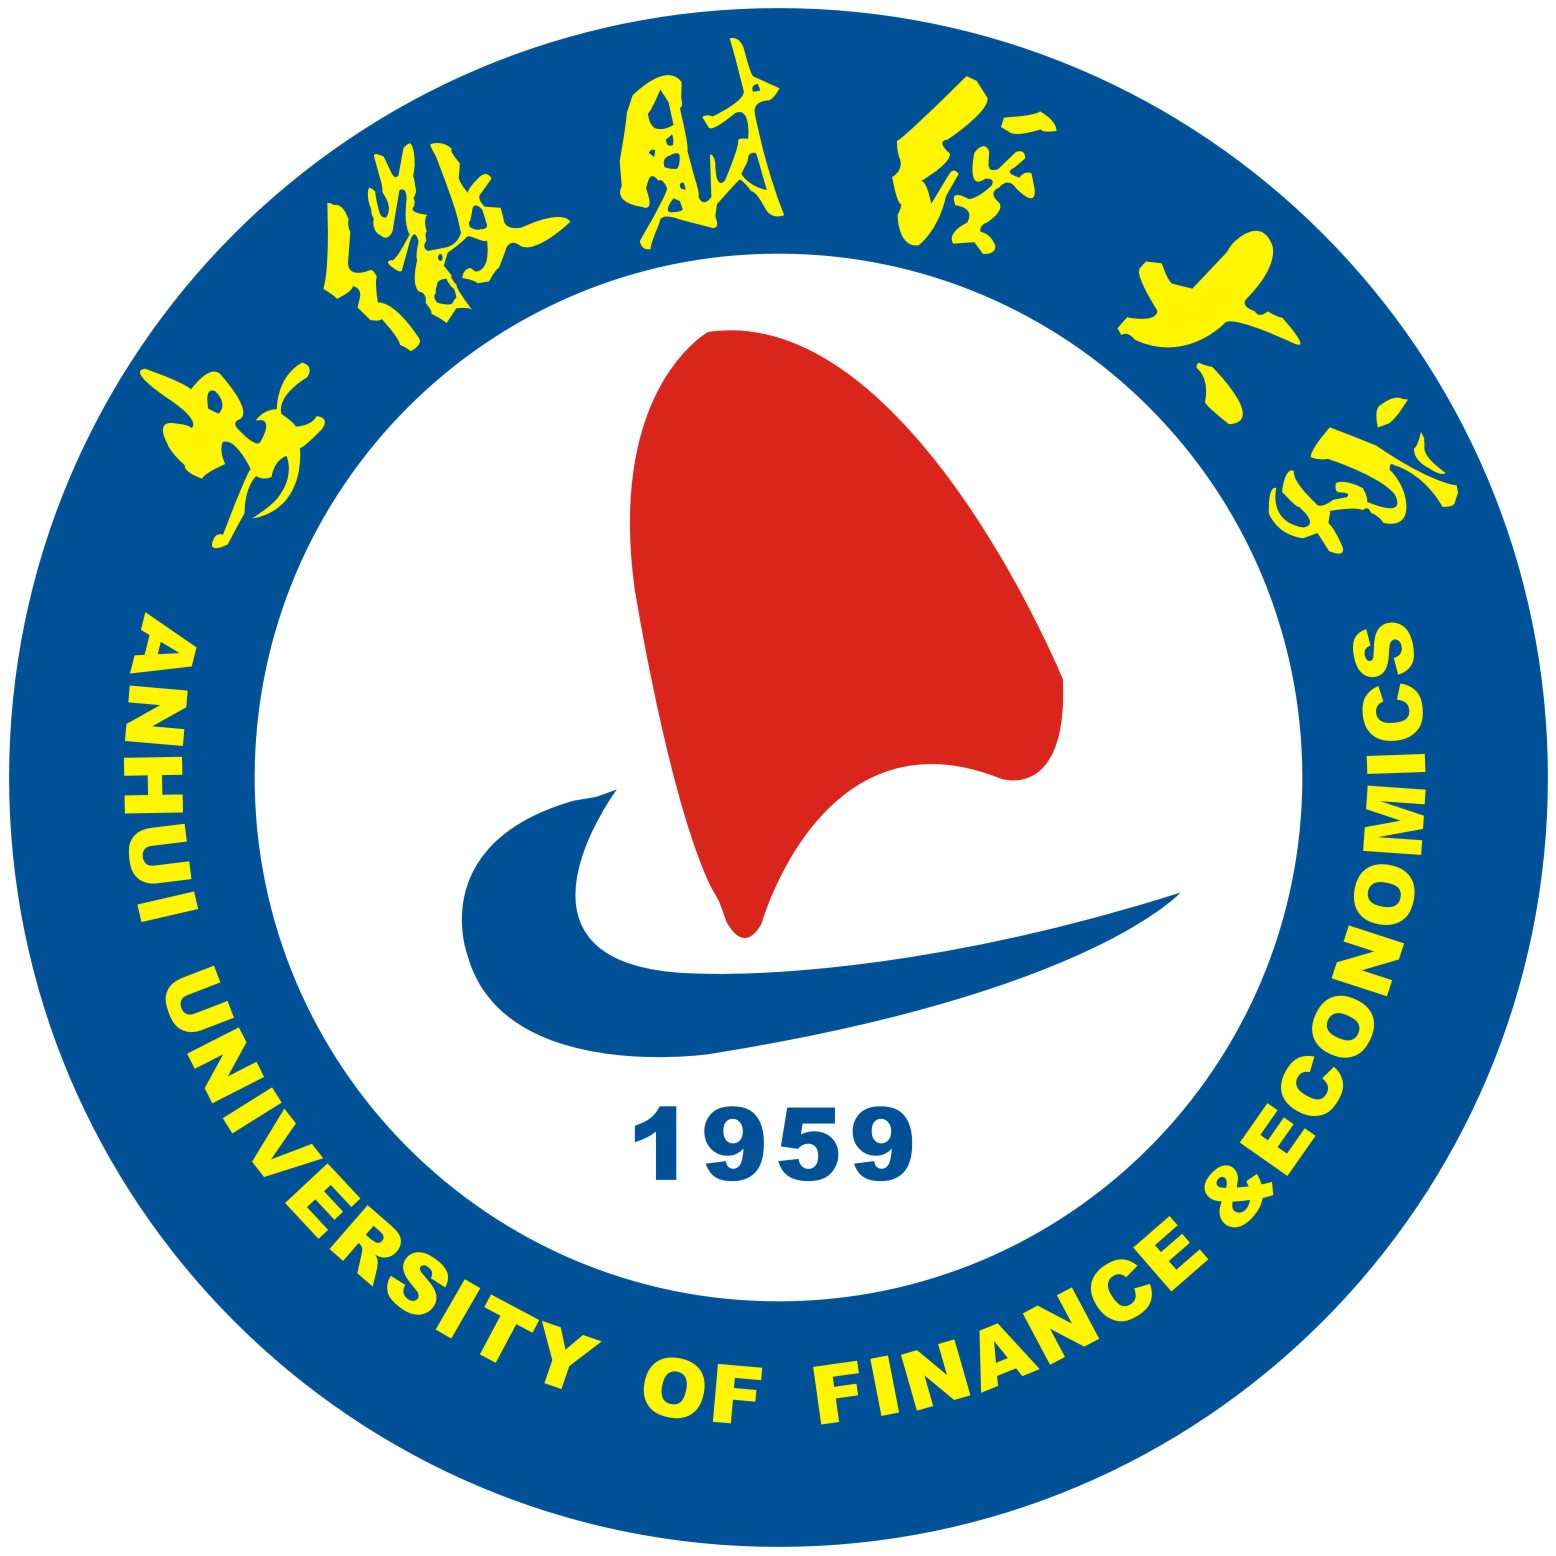 安徽财经大学
ANHUI UNIVERSITY OF FINANCE & ECONOMICS
1959